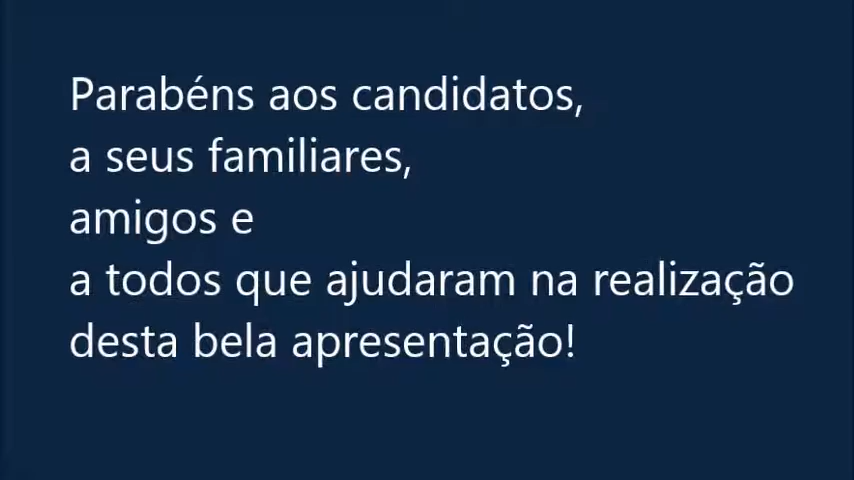 Parabéns aos candidatos,
a seus familiares,
amigos e
a todos que ajudaram na realização
desta bela apresentação!